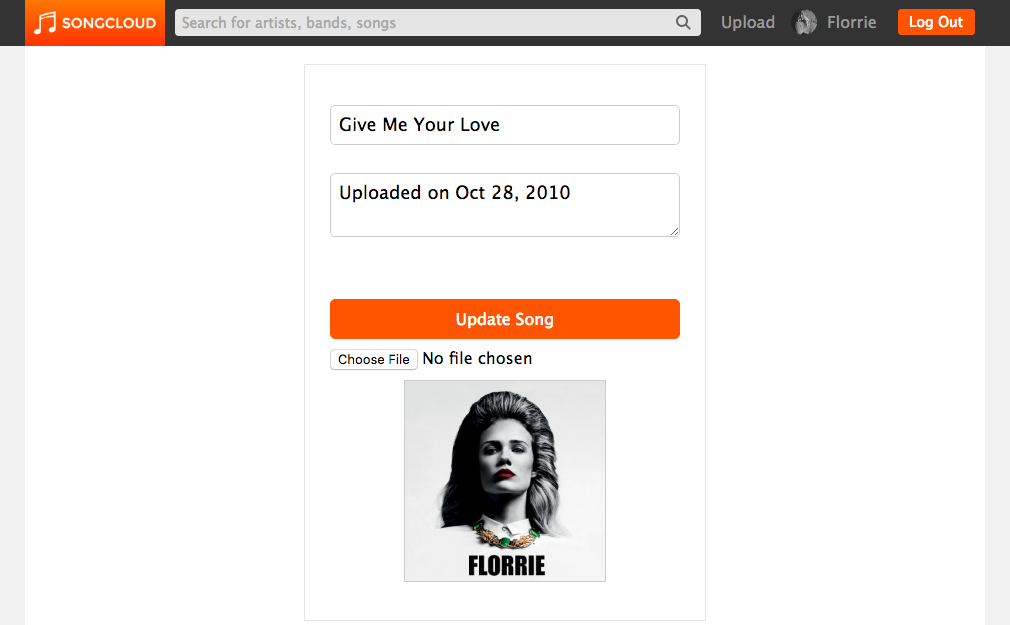 SONGCLOUD
Search for artists, bands, songs
Upload
Florrie
Log Out
Give Me Your Love
Uploaded on Oct 28, 2010
Update Song
Choose File No file chosen
FLORRIE